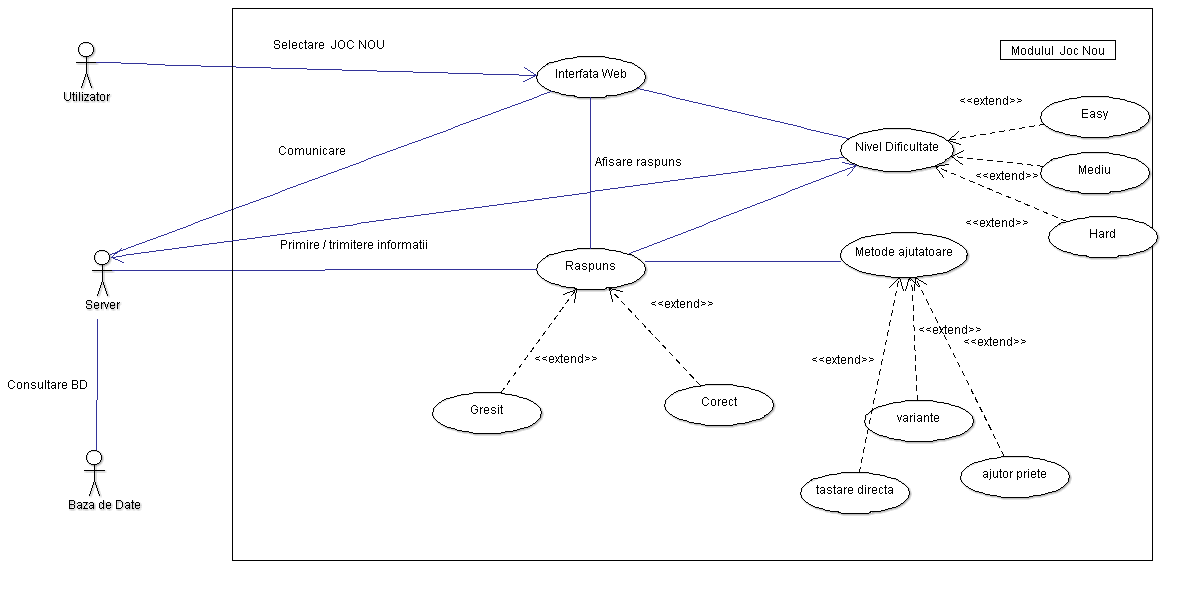 Selectare JOC NOU
Modulul Joc Nou
Utilizator
Interfata Web
<<extend>>
Easy
Comunicare
Afisare raspuns
Nivel Dificultate
Mediu
<<extend>>
<<extend>>
Hard
Primire / trimitere informatii
Raspuns
Metode ajutatoare
Server
<<extend>>
<<extend>>
<<extend>>
<<extend>>
<<extend>>
Consultare BD
Gresit
Corect
variante
ajutor priete
tastare directa
Baza de Date